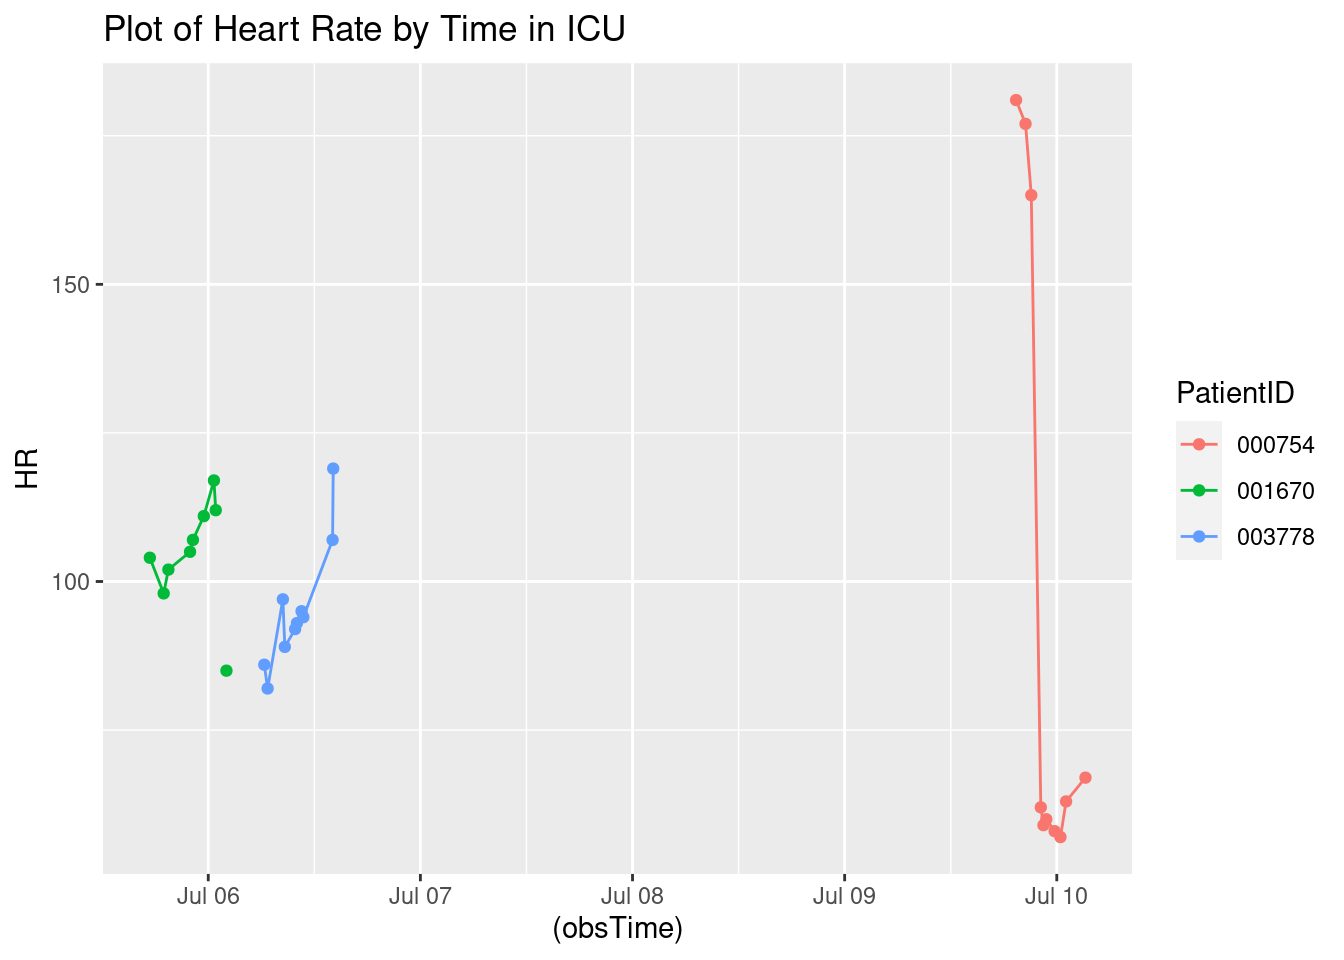 Plot of Heart Rate by Time in ICU
150
100
HR
Jul 06
Jul 07
Jul 08
Jul 09
Jul 10
(obsTime)
PatientID
000754
001670
003778